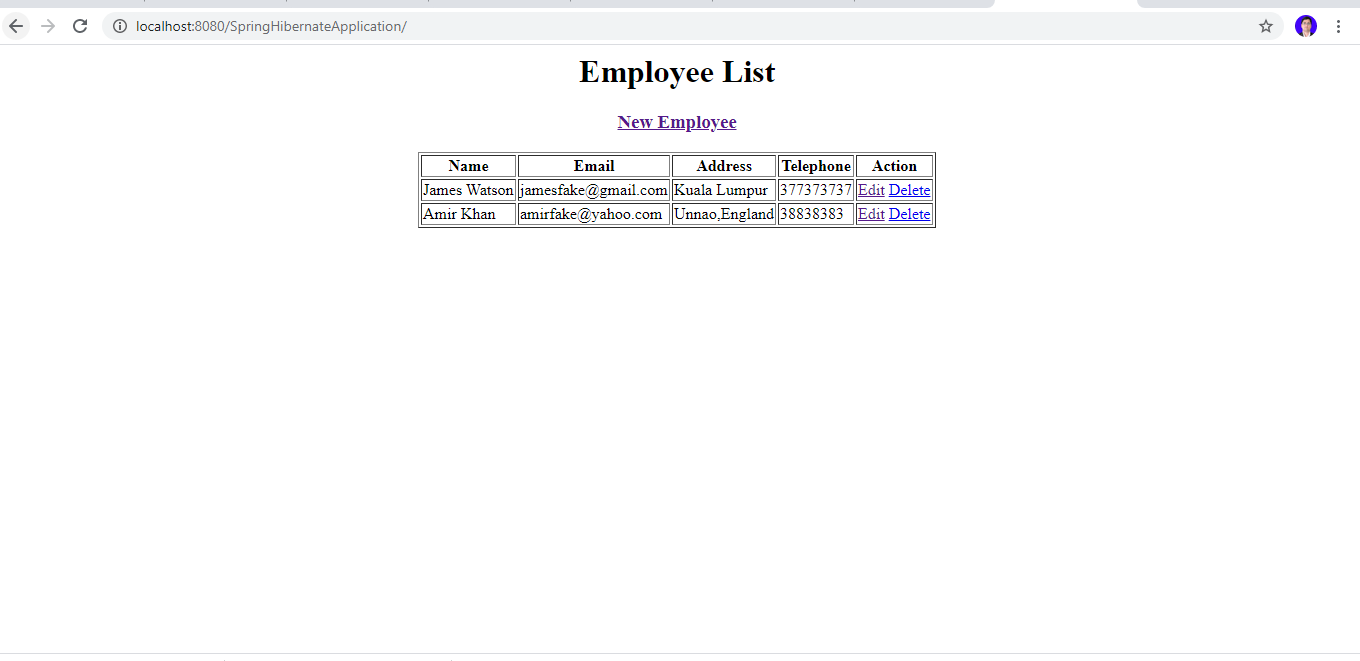 localhost:8080/SpringHibernateApplication/
Employee List
New Employee
Name Email Address Telephone Action
James Watson jamesfake@gmail.com Kuala Lumpur 377373737 Edit Delete
Amir Khan amirfake@yahoo.com Unnao,England 38838383 Edit Delete